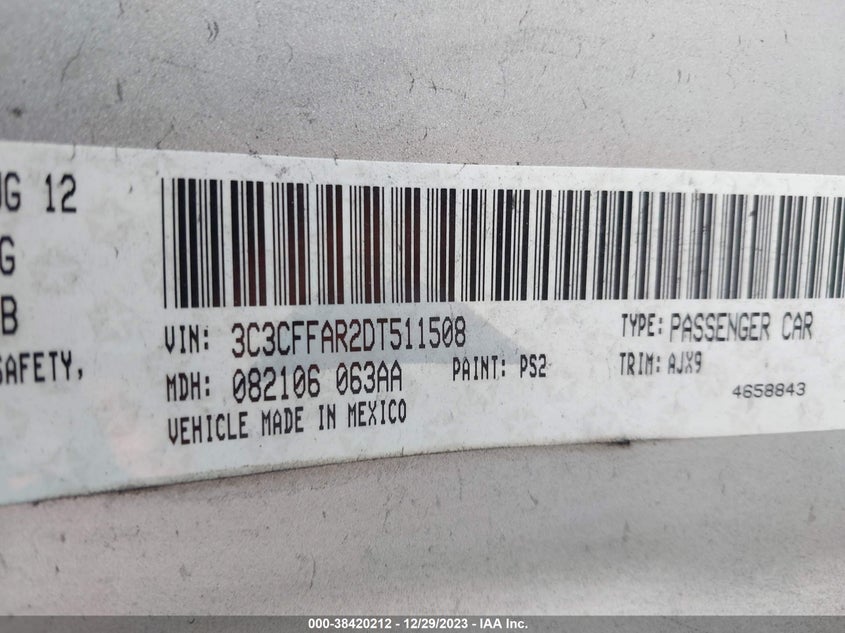 UG 12
G
B
SAFETY,
VIN: 3C3CFFAR2DT511508
TYPE: PASSENGER CAR
MDH: 082106 063AA
PAINT: PS2
TRIM: AJX9
VEHICLE MADE IN MEXICO
4658843
000-38420212 - 12/29/2023 - IAA Inc.